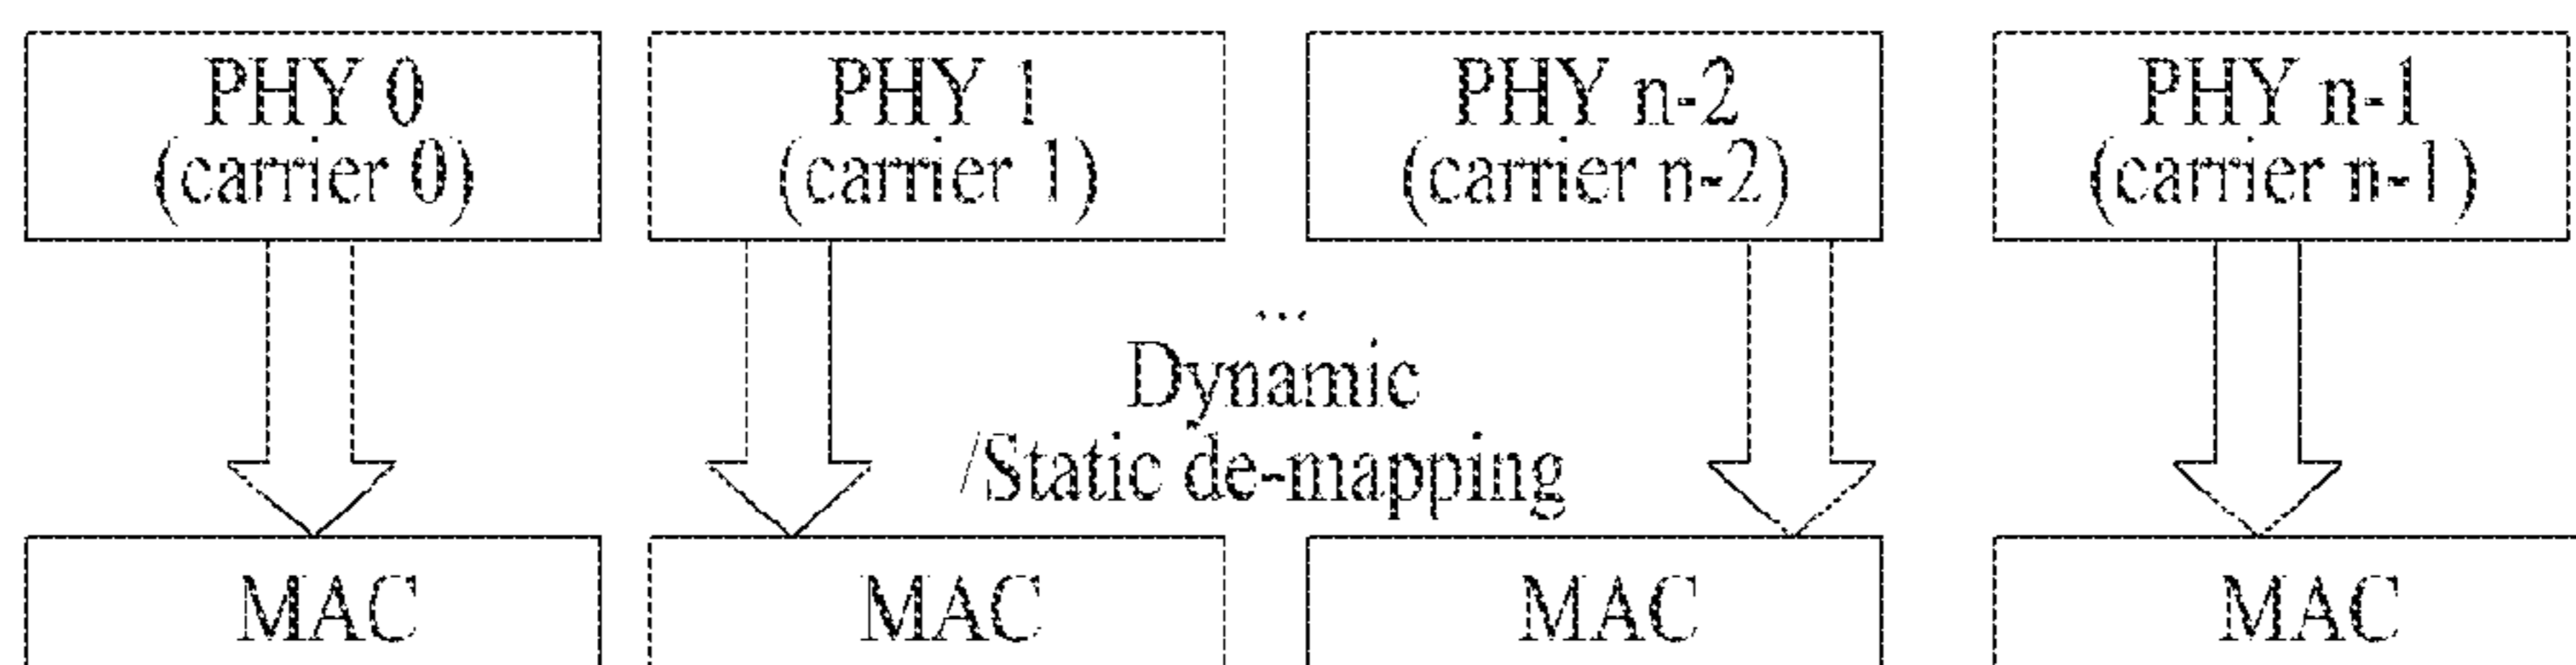 PHY 0
(carrier 0)
PHY 1
(carrier 1)
PHY n-2
(carrier n-2)
PHY n-1
(carrier n-1)
...
Dynamic
/Static de-mapping
MAC
MAC
MAC
MAC